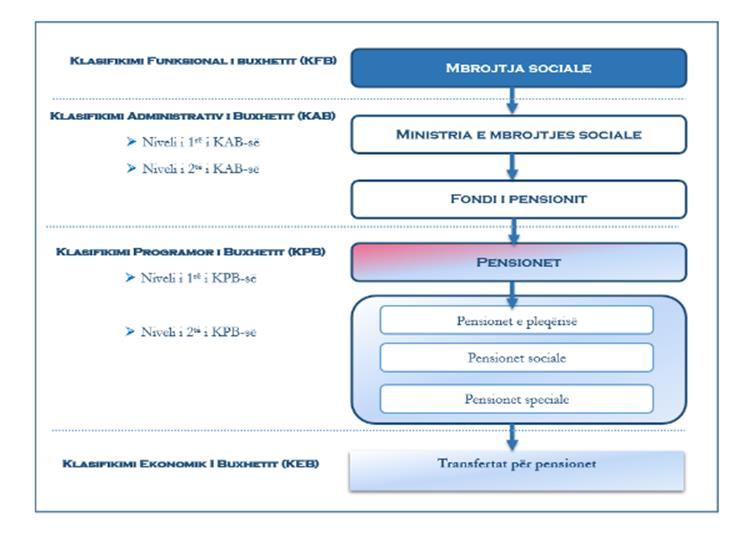 KLASIFIKIMI FUNKSIONAL I BUXHETIT (KFB)
MBROJTJA SOCIALE
KLASIFIKIMI ADMINISTRATIV I BUXHETIT (KAB)
MINISTRIA E MBROJTJES SOCIALE
➢ Niveli i 1rë i KAB-së
➢ Niveli i 2të i KAB-së
FONDI I PENSIONIT
KLASIFIKIMI PROGRAMOR I BUXHETIT (KPB)
PENSIONET
➢ Niveli i 1rë i KPB-së
➢ Niveli i 2të i KPB-së
Pensionet e pleqërisë
Pensionet sociale
Pensionet speciale
KLASIFIKIMI EKONOMIK I BUXHETIT (KEB)
Transfertat për pensionet